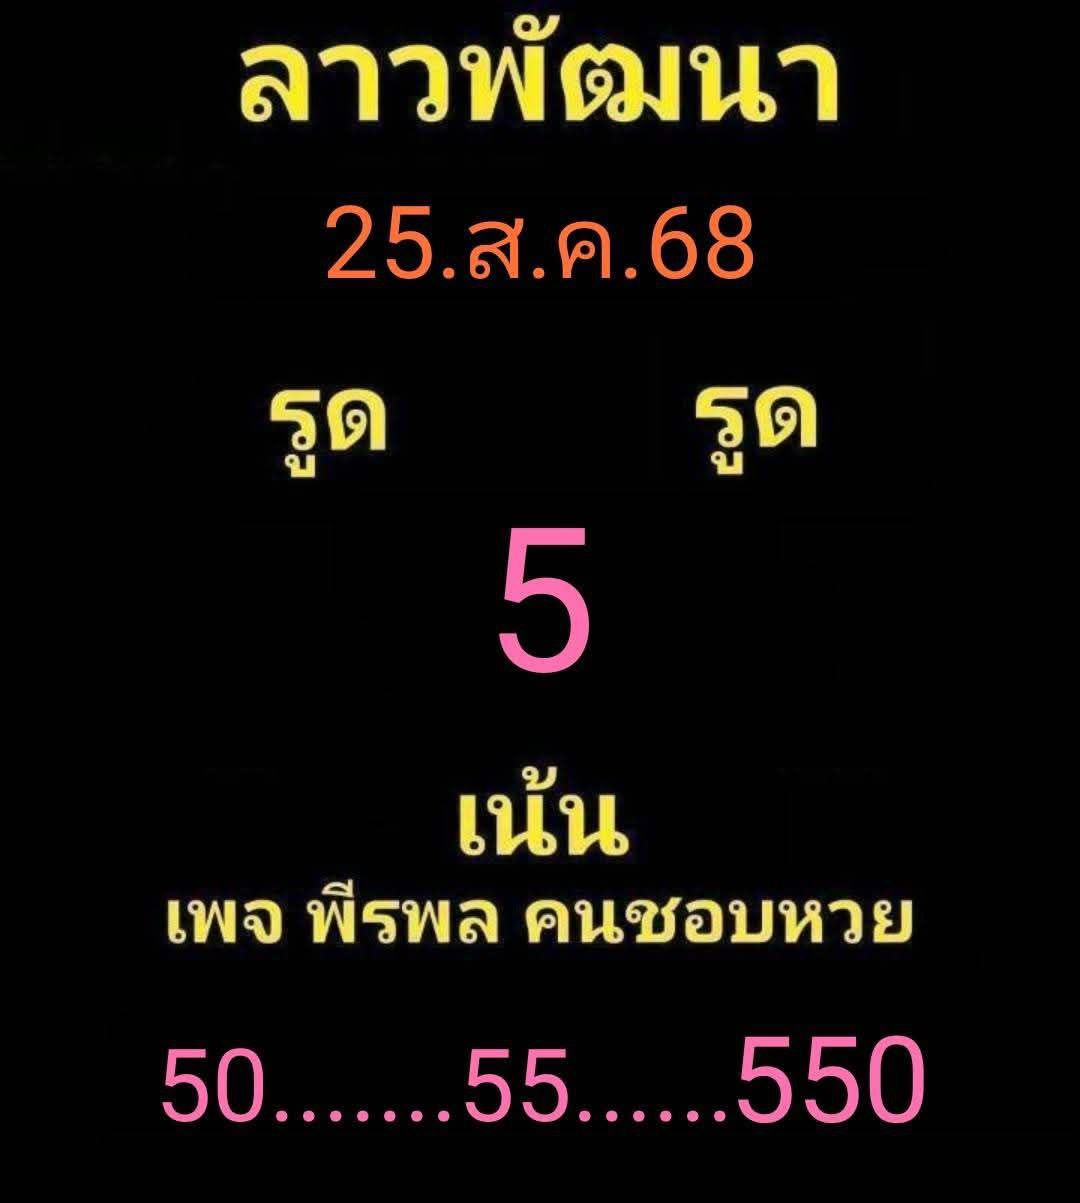 ลาวพัฒนา
25.ส.ค.68
รูด รูด
5
เน้น
เพจ พีรพล คนชอบหวย
50.......55......550